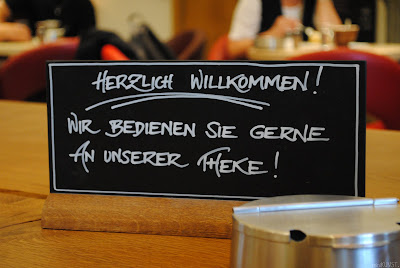 HERZLICH WILLKOMMEN!
WIR BEDIENEN SIE GERNE
AN UNSERER THEKE!